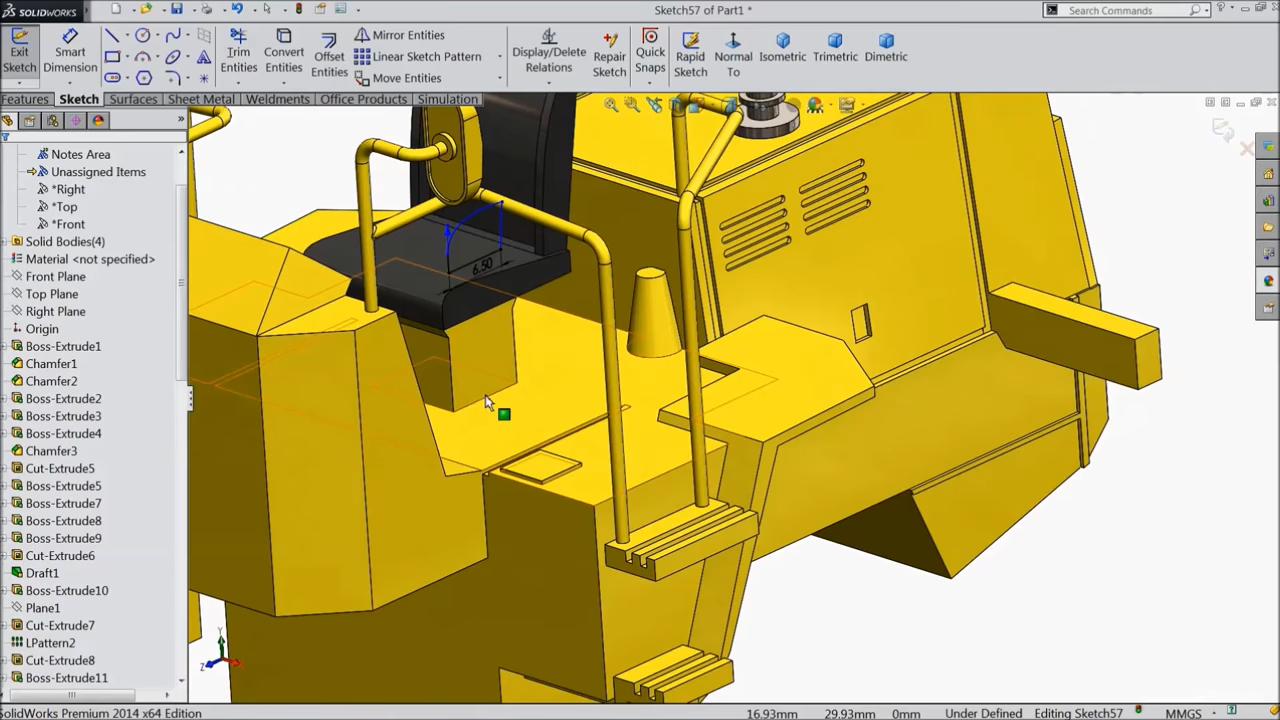 SOLIDWORKS
Sketch57 of Part1 *
Search Commands
Exit Sketch
Smart Dimension
Trim Entities
Convert Entities
Offset Entities
Mirror Entities
Linear Sketch Pattern
Move Entities
Display/Delete Relations
Repair Sketch
Quick Snaps
Rapid Sketch
Normal To
Isometric
Trimetric
Dimetric
Features
Sketch
Surfaces
Sheet Metal
Weldments
Office Products
Simulation
Notes Area
Unassigned Items
*Right
*Top
*Front
Solid Bodies(4)
Material <not specified>
Front Plane
Top Plane
Right Plane
Origin
Boss-Extrude1
Chamfer1
Chamfer2
Boss-Extrude2
Boss-Extrude3
Boss-Extrude4
Chamfer3
Cut-Extrude5
Boss-Extrude5
Boss-Extrude7
Boss-Extrude8
Boss-Extrude9
Cut-Extrude6
Draft1
Boss-Extrude10
Plane1
Cut-Extrude7
LPattern2
Cut-Extrude8
Boss-Extrude11
6.50
Y
Z
SolidWorks Premium 2014 x64 Edition
16.93mm
29.93mm
0mm
Under Defined
Editing Sketch57
MMGS